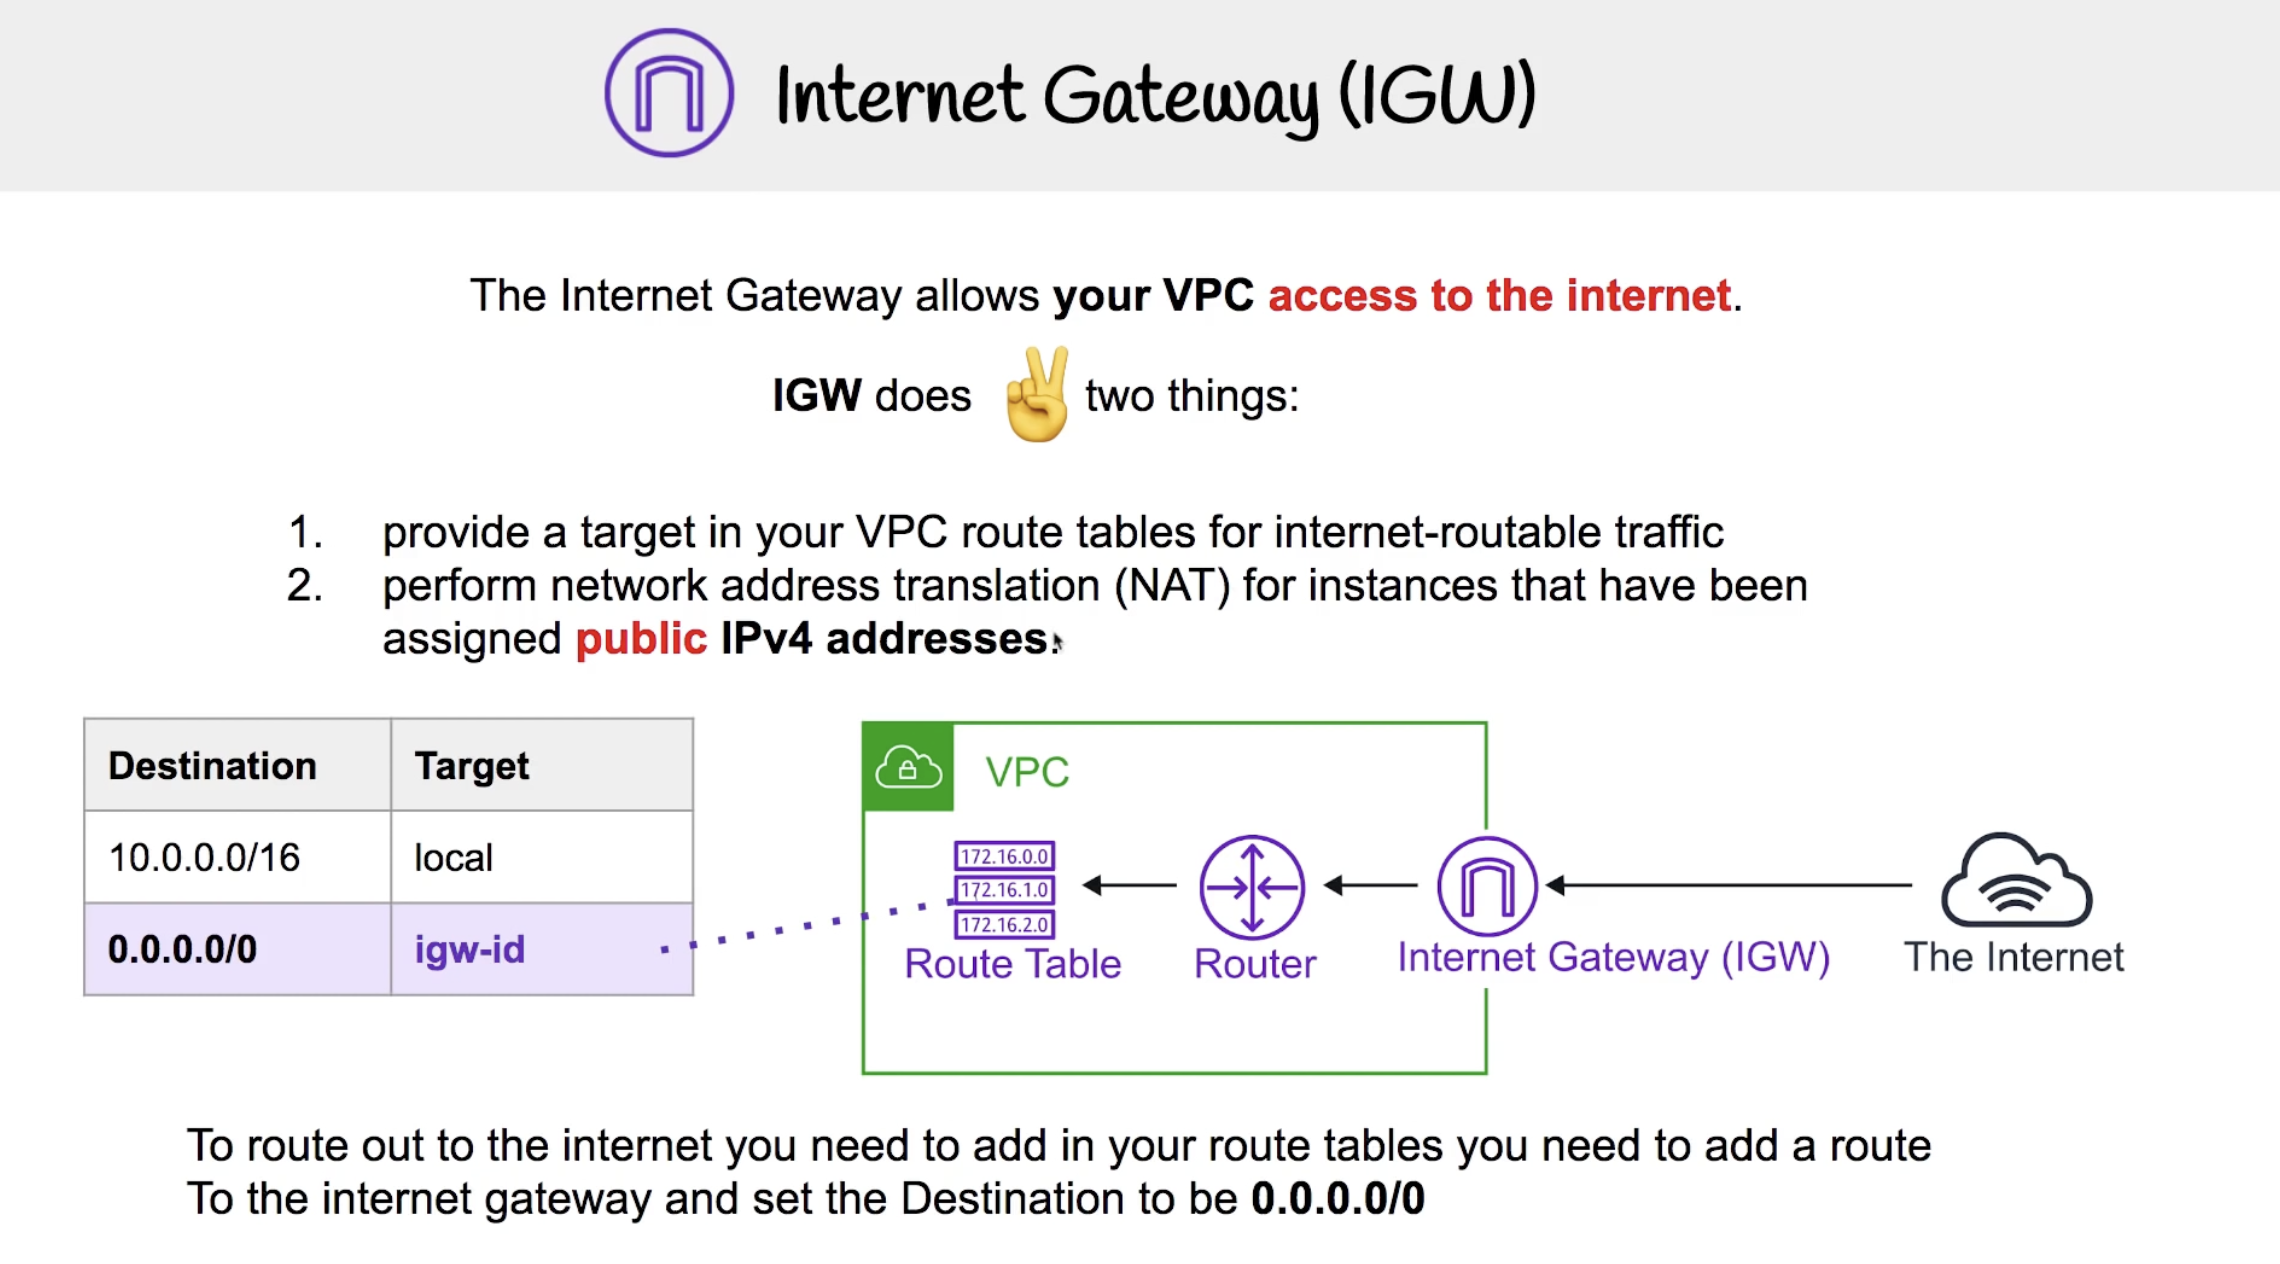 Internet Gateway (IGW)
The Internet Gateway allows your VPC access to the internet.
IGW does ✌ two things:
1. provide a target in your VPC route tables for internet-routable traffic
2. perform network address translation (NAT) for instances that have been
assigned public IPv4 addresses.
Destination Target
10.0.0.0/16 local
0.0.0.0/0 igw-id
VPC
172.16.0.0
172.16.1.0
172.16.2.0
Route Table
Router
Internet Gateway (IGW)
The Internet
To route out to the internet you need to add in your route tables you need to add a route
To the internet gateway and set the Destination to be 0.0.0.0/0